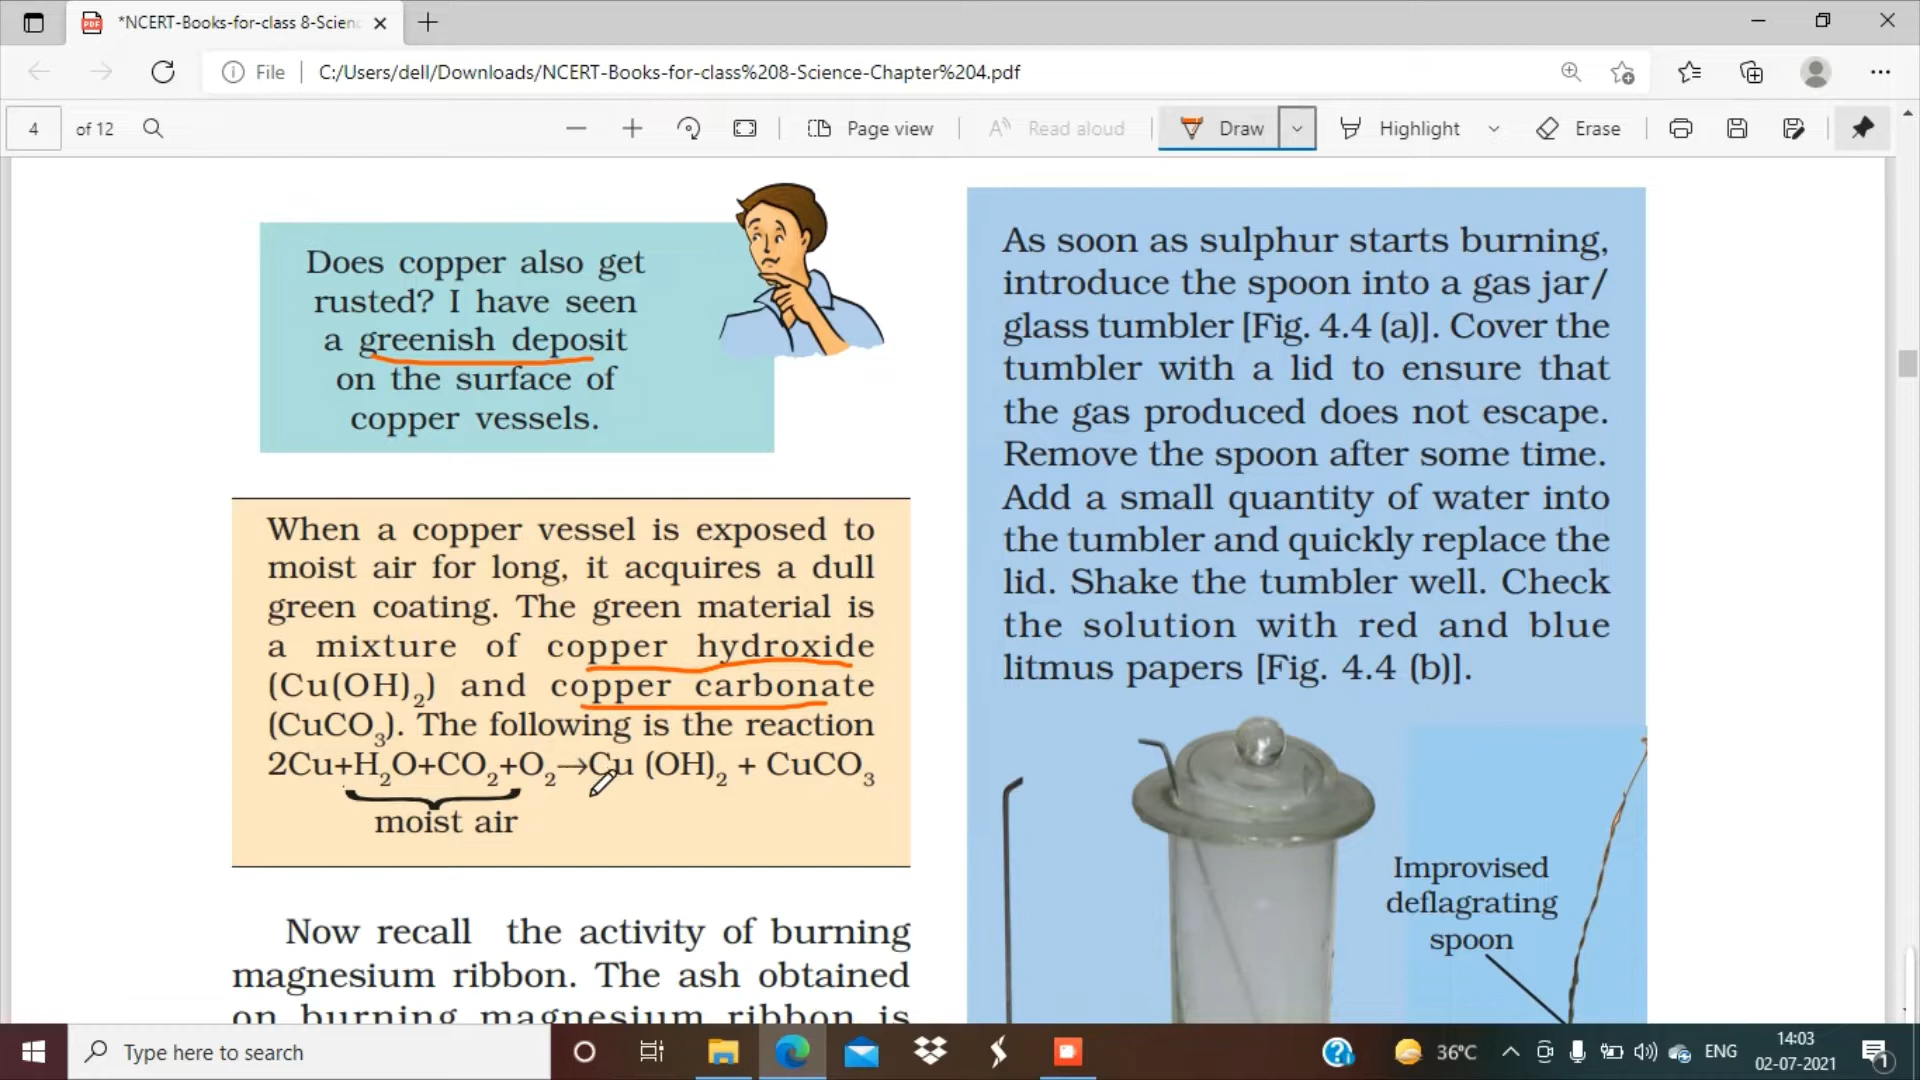 *NCERT-Books-for-class 8-Scien
File
C:/Users/dell/Downloads/NCERT-Books-for-class%208-Science-Chapter%204.pdf
4 of 12
Page view
Read aloud
Draw
Highlight
Erase
Does copper also get
rusted? I have seen
a greenish deposit
on the surface of
copper vessels.
When a copper vessel is exposed to
moist air for long, it acquires a dull
green coating. The green material is
a mixture of copper hydroxide
(Cu(OH)₂) and copper carbonate
(CuCO₃). The following is the reaction
2Cu+H₂O+CO₂+O₂→Cu (OH)₂ + CuCO₃
moist air
Now recall the activity of burning
magnesium ribbon. The ash obtained
on burning magnesium ribbon is
As soon as sulphur starts burning,
introduce the spoon into a gas jar/
glass tumbler [Fig. 4.4 (a)]. Cover the
tumbler with a lid to ensure that
the gas produced does not escape.
Remove the spoon after some time.
Add a small quantity of water into
the tumbler and quickly replace the
lid. Shake the tumbler well. Check
the solution with red and blue
litmus papers [Fig. 4.4 (b)].
Improvised
deflagrating
spoon
Type here to search
36°C
ENG
14:03
02-07-2021
1